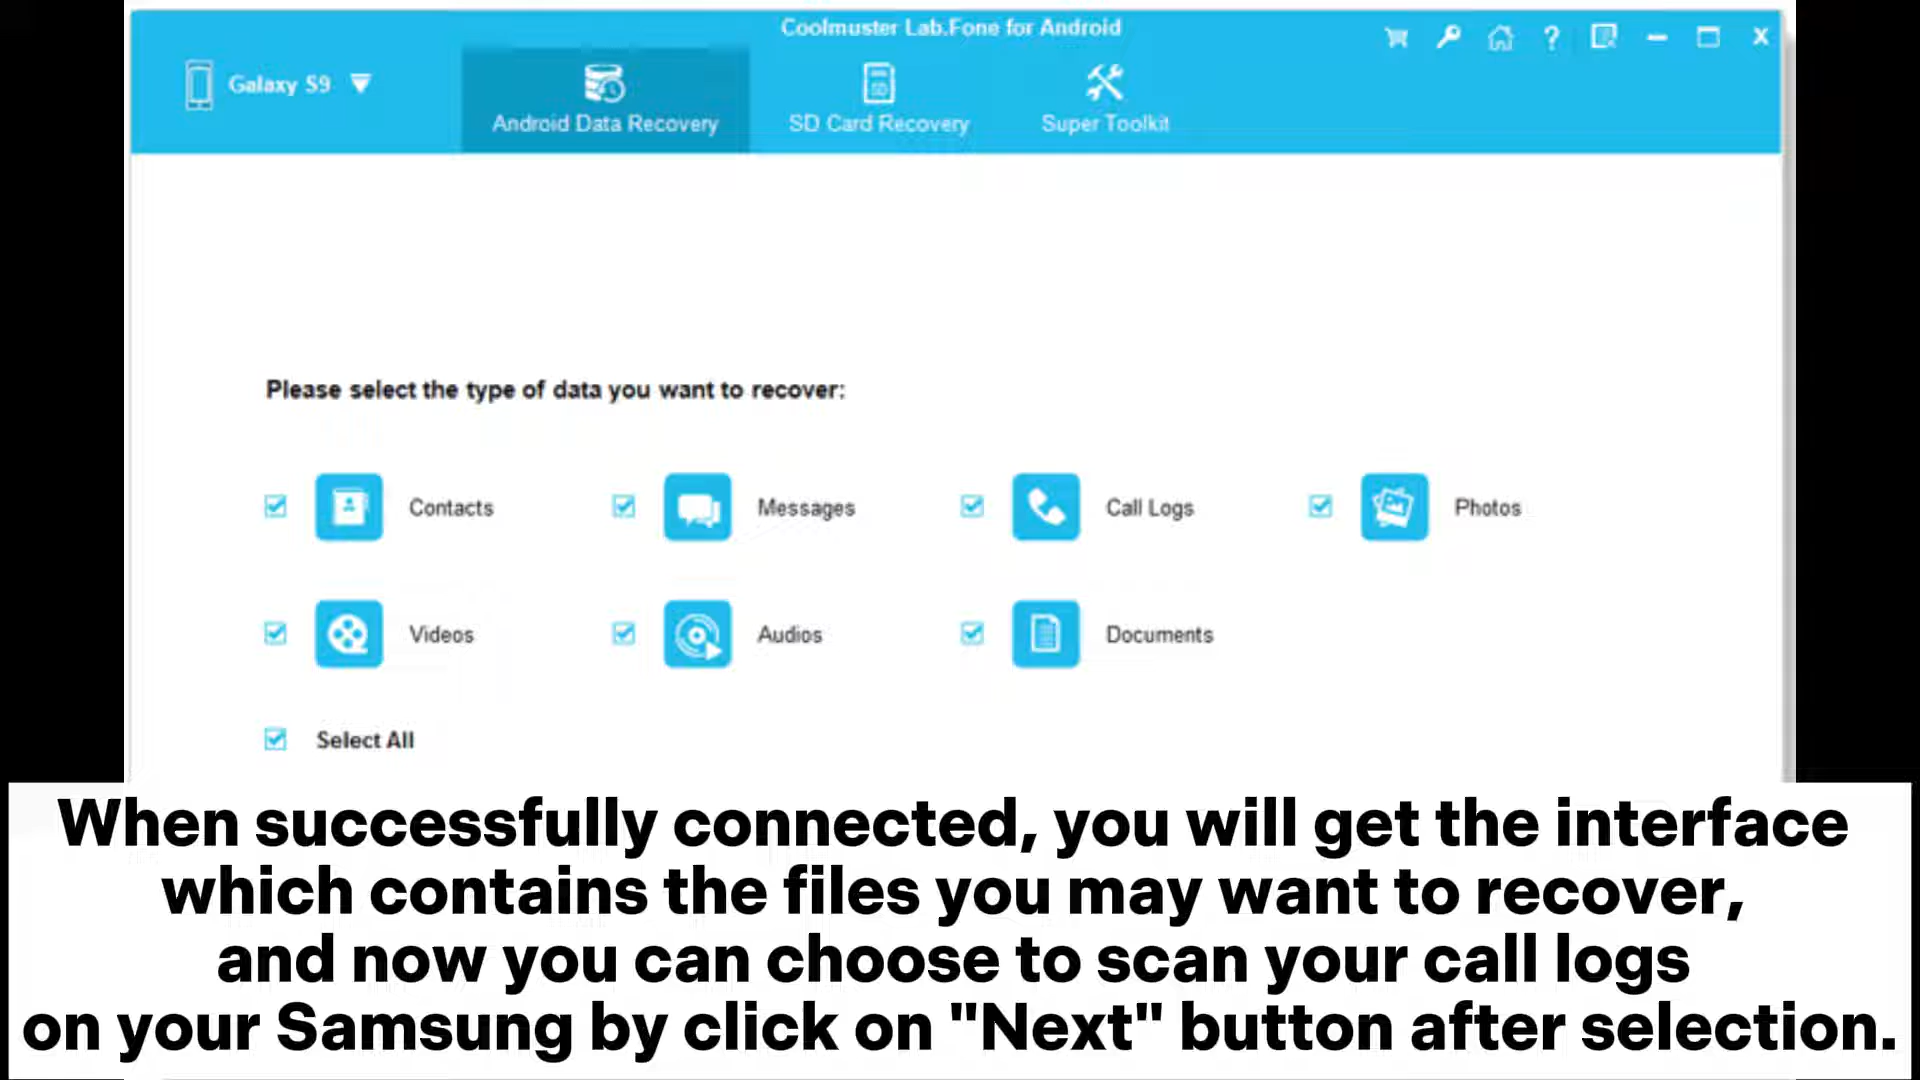 Coolmuster Lab.Fone for Android
Galaxy S9
Android Data Recovery
SD Card Recovery
Super Toolkit
Please select the type of data you want to recover:
Contacts
Messages
Call Logs
Photos
Videos
Audios
Documents
Select All
When successfully connected, you will get the interface
which contains the files you may want to recover,
and now you can choose to scan your call logs
on your Samsung by click on "Next" button after selection.